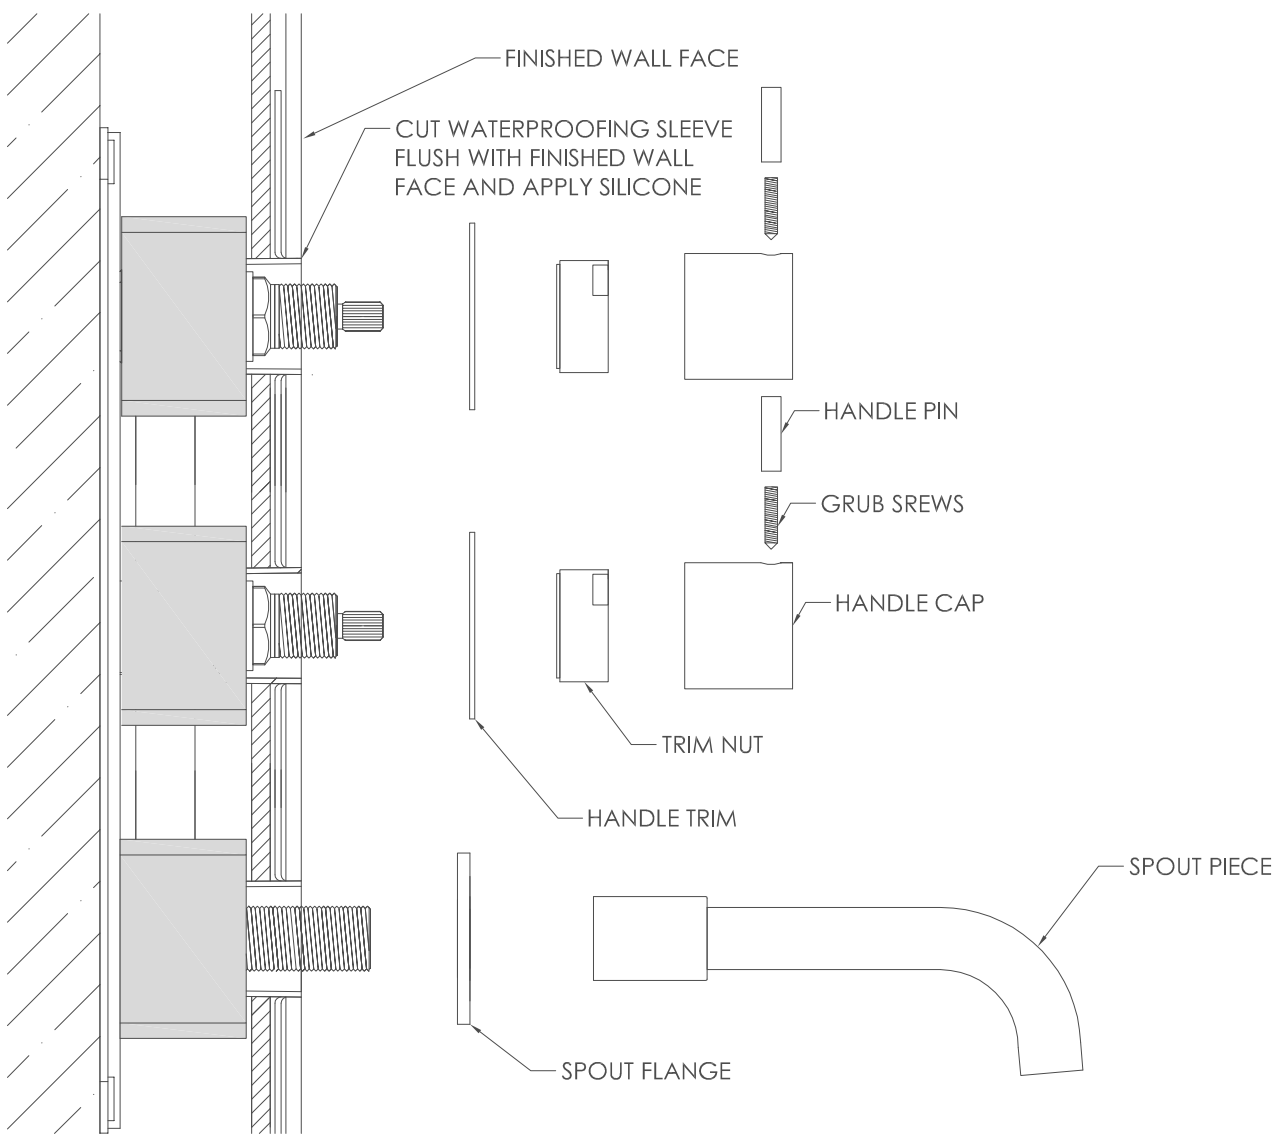 FINISHED WALL FACE
CUT WATERPROOFING SLEEVE
FLUSH WITH FINISHED WALL
FACE AND APPLY SILICONE
HANDLE PIN
GRUB SREWS
HANDLE CAP
TRIM NUT
HANDLE TRIM
SPOUT PIECE
SPOUT FLANGE